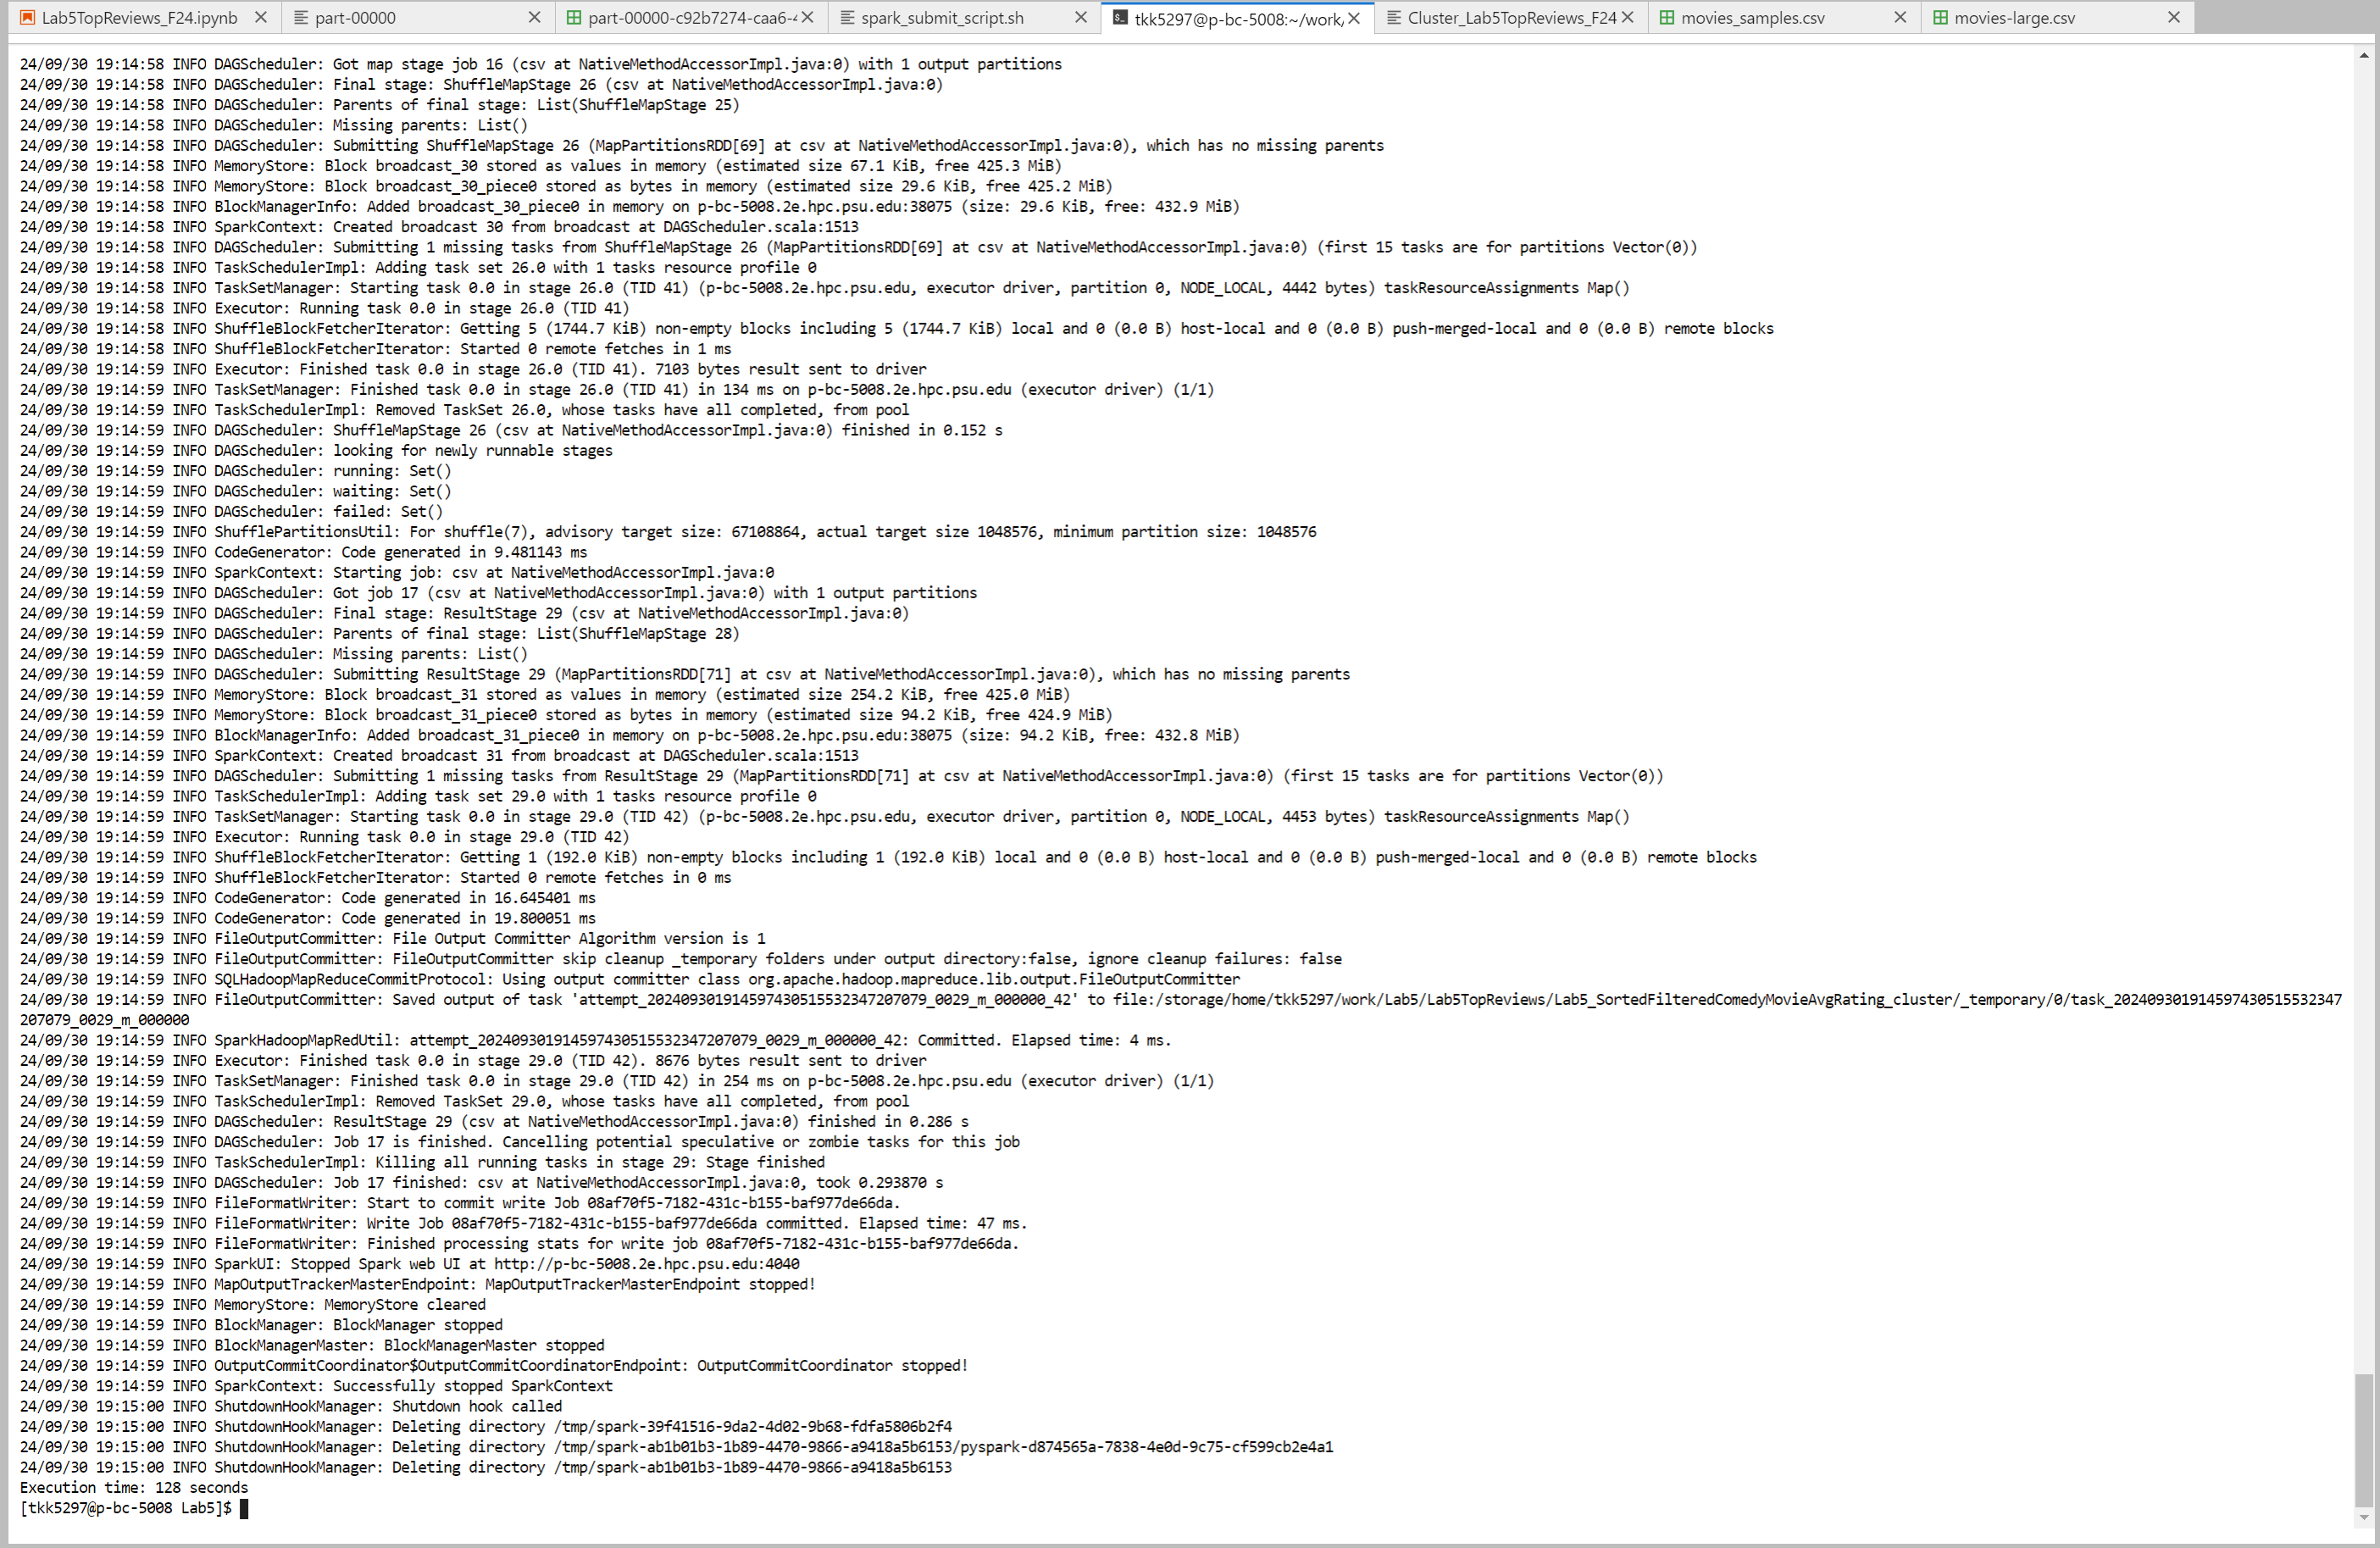 Lab5TopReviews_F24.ipynb
part-00000
part-00000-c92b7274-caa6-4
spark_submit_script.sh
tkk5297@p-bc-5008:~/work/
Cluster_Lab5TopReviews_F24
movies_samples.csv
movies-large.csv
24/09/30 19:14:58 INFO DAGScheduler: Got map stage job 16 (csv at NativeMethodAccessorImpl.java:0) with 1 output partitions
24/09/30 19:14:58 INFO DAGScheduler: Final stage: ShuffleMapStage 26 (csv at NativeMethodAccessorImpl.java:0)
24/09/30 19:14:58 INFO DAGScheduler: Parents of final stage: List(ShuffleMapStage 25)
24/09/30 19:14:58 INFO DAGScheduler: Missing parents: List()
24/09/30 19:14:58 INFO DAGScheduler: Submitting ShuffleMapStage 26 (MapPartitionsRDD[69] at csv at NativeMethodAccessorImpl.java:0), which has no missing parents
24/09/30 19:14:58 INFO MemoryStore: Block broadcast_30 stored as values in memory (estimated size 67.1 KiB, free 425.3 MiB)
24/09/30 19:14:58 INFO MemoryStore: Block broadcast_30_piece0 stored as bytes in memory (estimated size 29.6 KiB, free 425.2 MiB)
24/09/30 19:14:58 INFO BlockManagerInfo: Added broadcast_30_piece0 in memory on p-bc-5008.2e.hpc.psu.edu:38075 (size: 29.6 KiB, free: 432.9 MiB)
24/09/30 19:14:58 INFO SparkContext: Created broadcast 30 from broadcast at DAGScheduler.scala:1513
24/09/30 19:14:58 INFO DAGScheduler: Submitting 1 missing tasks from ShuffleMapStage 26 (MapPartitionsRDD[69] at csv at NativeMethodAccessorImpl.java:0) (first 15 tasks are for partitions Vector(0))
24/09/30 19:14:58 INFO TaskSchedulerImpl: Adding task set 26.0 with 1 tasks resource profile 0
24/09/30 19:14:58 INFO TaskSetManager: Starting task 0.0 in stage 26.0 (TID 41) (p-bc-5008.2e.hpc.psu.edu, executor driver, partition 0, NODE_LOCAL, 4442 bytes) taskResourceAssignments Map()
24/09/30 19:14:58 INFO Executor: Running task 0.0 in stage 26.0 (TID 41)
24/09/30 19:14:58 INFO ShuffleBlockFetcherIterator: Getting 5 (1744.7 KiB) non-empty blocks including 5 (1744.7 KiB) local and 0 (0.0 B) host-local and 0 (0.0 B) push-merged-local and 0 (0.0 B) remote blocks
24/09/30 19:14:58 INFO ShuffleBlockFetcherIterator: Started 0 remote fetches in 1 ms
24/09/30 19:14:59 INFO Executor: Finished task 0.0 in stage 26.0 (TID 41). 7103 bytes result sent to driver
24/09/30 19:14:59 INFO TaskSetManager: Finished task 0.0 in stage 26.0 (TID 41) in 134 ms on p-bc-5008.2e.hpc.psu.edu (executor driver) (1/1)
24/09/30 19:14:59 INFO TaskSchedulerImpl: Removed TaskSet 26.0, whose tasks have all completed, from pool
24/09/30 19:14:59 INFO DAGScheduler: ShuffleMapStage 26 (csv at NativeMethodAccessorImpl.java:0) finished in 0.152 s
24/09/30 19:14:59 INFO DAGScheduler: looking for newly runnable stages
24/09/30 19:14:59 INFO DAGScheduler: running: Set()
24/09/30 19:14:59 INFO DAGScheduler: waiting: Set()
24/09/30 19:14:59 INFO DAGScheduler: failed: Set()
24/09/30 19:14:59 INFO ShufflePartitionsUtil: For shuffle(7), advisory target size: 67108864, actual target size 1048576, minimum partition size: 1048576
24/09/30 19:14:59 INFO CodeGenerator: Code generated in 9.481143 ms
24/09/30 19:14:59 INFO SparkContext: Starting job: csv at NativeMethodAccessorImpl.java:0
24/09/30 19:14:59 INFO DAGScheduler: Got job 17 (csv at NativeMethodAccessorImpl.java:0) with 1 output partitions
24/09/30 19:14:59 INFO DAGScheduler: Final stage: ResultStage 29 (csv at NativeMethodAccessorImpl.java:0)
24/09/30 19:14:59 INFO DAGScheduler: Parents of final stage: List(ShuffleMapStage 28)
24/09/30 19:14:59 INFO DAGScheduler: Missing parents: List()
24/09/30 19:14:59 INFO DAGScheduler: Submitting ResultStage 29 (MapPartitionsRDD[71] at csv at NativeMethodAccessorImpl.java:0), which has no missing parents
24/09/30 19:14:59 INFO MemoryStore: Block broadcast_31 stored as values in memory (estimated size 254.2 KiB, free 425.0 MiB)
24/09/30 19:14:59 INFO MemoryStore: Block broadcast_31_piece0 stored as bytes in memory (estimated size 94.2 KiB, free 424.9 MiB)
24/09/30 19:14:59 INFO BlockManagerInfo: Added broadcast_31_piece0 in memory on p-bc-5008.2e.hpc.psu.edu:38075 (size: 94.2 KiB, free: 432.8 MiB)
24/09/30 19:14:59 INFO SparkContext: Created broadcast 31 from broadcast at DAGScheduler.scala:1513
24/09/30 19:14:59 INFO DAGScheduler: Submitting 1 missing tasks from ResultStage 29 (MapPartitionsRDD[71] at csv at NativeMethodAccessorImpl.java:0) (first 15 tasks are for partitions Vector(0))
24/09/30 19:14:59 INFO TaskSchedulerImpl: Adding task set 29.0 with 1 tasks resource profile 0
24/09/30 19:14:59 INFO TaskSetManager: Starting task 0.0 in stage 29.0 (TID 42) (p-bc-5008.2e.hpc.psu.edu, executor driver, partition 0, NODE_LOCAL, 4453 bytes) taskResourceAssignments Map()
24/09/30 19:14:59 INFO Executor: Running task 0.0 in stage 29.0 (TID 42)
24/09/30 19:14:59 INFO ShuffleBlockFetcherIterator: Getting 1 (192.0 KiB) non-empty blocks including 1 (192.0 KiB) local and 0 (0.0 B) host-local and 0 (0.0 B) push-merged-local and 0 (0.0 B) remote blocks
24/09/30 19:14:59 INFO ShuffleBlockFetcherIterator: Started 0 remote fetches in 0 ms
24/09/30 19:14:59 INFO CodeGenerator: Code generated in 16.645401 ms
24/09/30 19:14:59 INFO CodeGenerator: Code generated in 19.800051 ms
24/09/30 19:14:59 INFO FileOutputCommitter: File Output Committer Algorithm version is 1
24/09/30 19:14:59 INFO FileOutputCommitter: FileOutputCommitter skip cleanup _temporary folders under output directory:false, ignore cleanup failures: false
24/09/30 19:14:59 INFO SQLHadoopMapReduceCommitProtocol: Using output committer class org.apache.hadoop.mapreduce.lib.output.FileOutputCommitter
24/09/30 19:14:59 INFO FileOutputCommitter: Saved output of task 'attempt_202409301914597430515532347207079_0029_m_000000_42' to file:/storage/home/tkk5297/work/Lab5/Lab5TopReviews/Lab5_SortedFilteredComedyMovieAvgRating_cluster/_temporary/0/task_202409301914597430515532347
207079_0029_m_000000
24/09/30 19:14:59 INFO SparkHadoopMapRedUtil: attempt_202409301914597430515532347207079_0029_m_000000_42: Committed. Elapsed time: 4 ms.
24/09/30 19:14:59 INFO Executor: Finished task 0.0 in stage 29.0 (TID 42). 8676 bytes result sent to driver
24/09/30 19:14:59 INFO TaskSetManager: Finished task 0.0 in stage 29.0 (TID 42) in 254 ms on p-bc-5008.2e.hpc.psu.edu (executor driver) (1/1)
24/09/30 19:14:59 INFO TaskSchedulerImpl: Removed TaskSet 29.0, whose tasks have all completed, from pool
24/09/30 19:14:59 INFO DAGScheduler: ResultStage 29 (csv at NativeMethodAccessorImpl.java:0) finished in 0.286 s
24/09/30 19:14:59 INFO DAGScheduler: Job 17 is finished. Cancelling potential speculative or zombie tasks for this job
24/09/30 19:14:59 INFO TaskSchedulerImpl: Killing all running tasks in stage 29: Stage finished
24/09/30 19:14:59 INFO DAGScheduler: Job 17 finished: csv at NativeMethodAccessorImpl.java:0, took 0.293870 s
24/09/30 19:14:59 INFO FileFormatWriter: Start to commit write Job 08af70f5-7182-431c-b155-baf977de66da.
24/09/30 19:14:59 INFO FileFormatWriter: Write Job 08af70f5-7182-431c-b155-baf977de66da committed. Elapsed time: 47 ms.
24/09/30 19:14:59 INFO FileFormatWriter: Finished processing stats for write job 08af70f5-7182-431c-b155-baf977de66da.
24/09/30 19:14:59 INFO SparkUI: Stopped Spark web UI at http://p-bc-5008.2e.hpc.psu.edu:4040
24/09/30 19:14:59 INFO MapOutputTrackerMasterEndpoint: MapOutputTrackerMasterEndpoint stopped!
24/09/30 19:14:59 INFO MemoryStore: MemoryStore cleared
24/09/30 19:14:59 INFO BlockManager: BlockManager stopped
24/09/30 19:14:59 INFO BlockManagerMaster: BlockManagerMaster stopped
24/09/30 19:14:59 INFO OutputCommitCoordinator$OutputCommitCoordinatorEndpoint: OutputCommitCoordinator stopped!
24/09/30 19:14:59 INFO SparkContext: Successfully stopped SparkContext
24/09/30 19:15:00 INFO ShutdownHookManager: Shutdown hook called
24/09/30 19:15:00 INFO ShutdownHookManager: Deleting directory /tmp/spark-39f41516-9da2-4d02-9b68-fdfa5806b2f4
24/09/30 19:15:00 INFO ShutdownHookManager: Deleting directory /tmp/spark-ab1b01b3-1b89-4470-9866-a9418a5b6153/pyspark-d874565a-7838-4e0d-9c75-cf599cb2e4a1
24/09/30 19:15:00 INFO ShutdownHookManager: Deleting directory /tmp/spark-ab1b01b3-1b89-4470-9866-a9418a5b6153
Execution time: 128 seconds
[tkk5297@p-bc-5008 Lab5]$